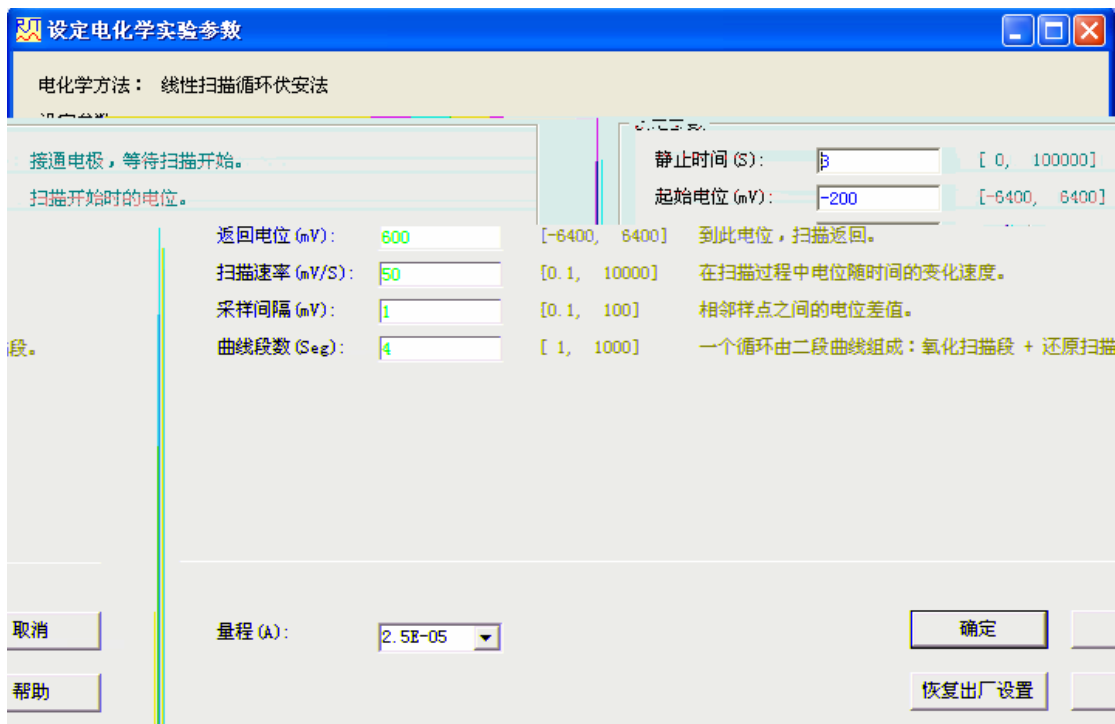 设定电化学实验参数
电化学方法： 线性扫描循环伏安法
接通电极，等待扫描开始。
静止时间(S): 3 [ 0, 100000]
扫描开始时的电位。
起始电位(mV): -200 [-6400, 6400]
返回电位(mV): 600 [-6400, 6400] 到此电位，扫描返回。
扫描速率(mV/S): 50 [0.1, 10000] 在扫描过程中电位随时间的变化速度。
采样间隔(mV): 1 [0.1, 100] 相邻样点之间的电位差值。
段。
曲线段数(Seg): 4 [ 1, 1000] 一个循环由二段曲线组成：氧化扫描段 + 还原扫描
取消
量程(A): 2.5E-05
确定
帮助
恢复出厂设置